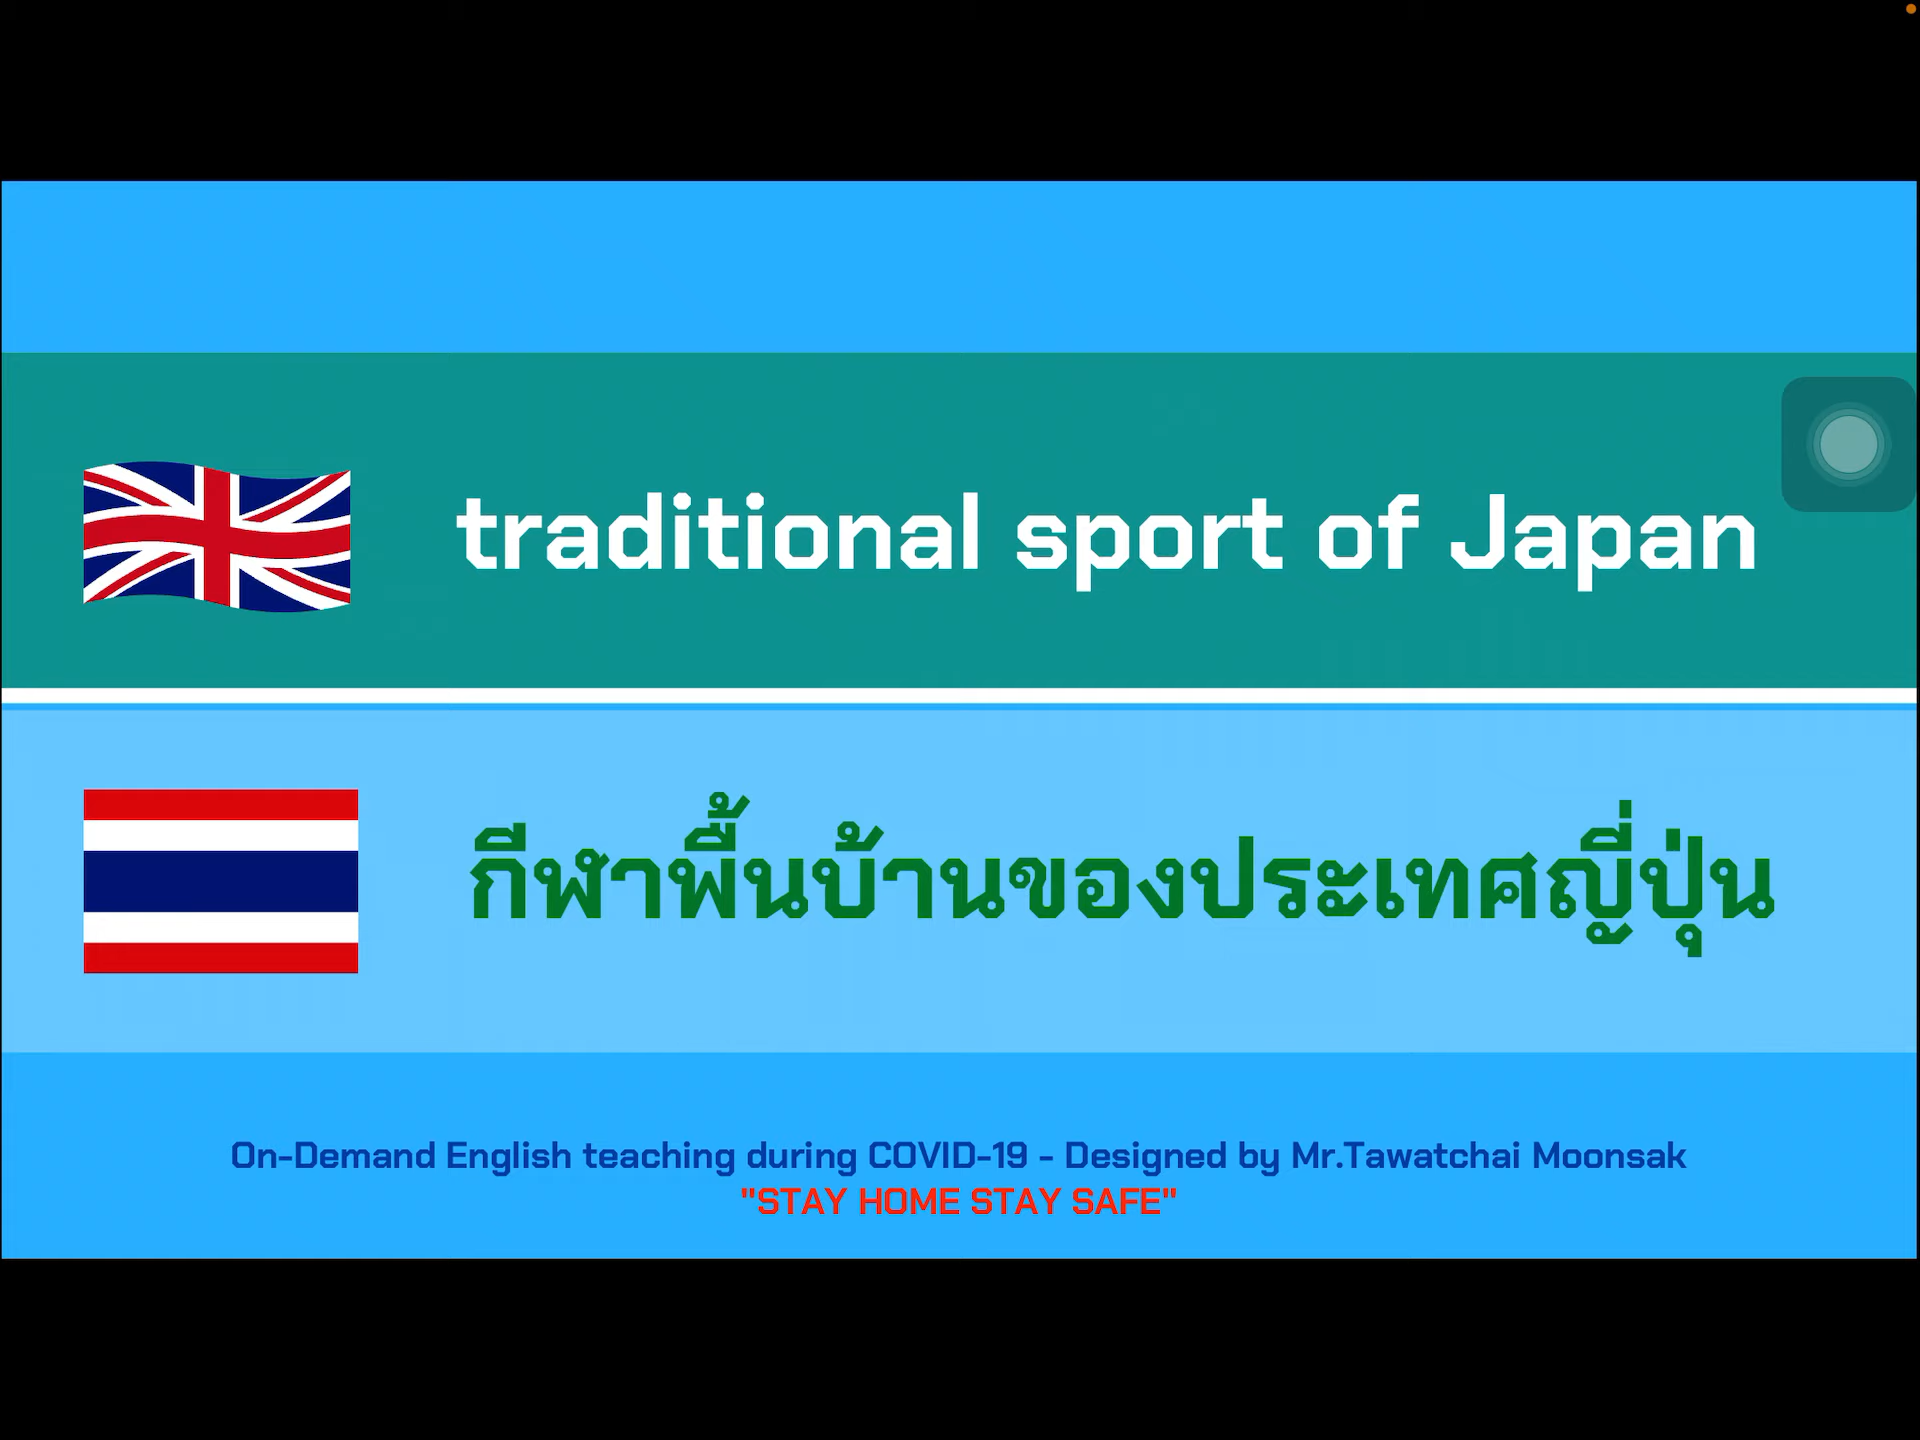 traditional sport of Japan
กีฬาพื้นบ้านของประเทศญี่ปุ่น
On-Demand English teaching during COVID-19 - Designed by Mr.Tawatchai Moonsak
"STAY HOME STAY SAFE"